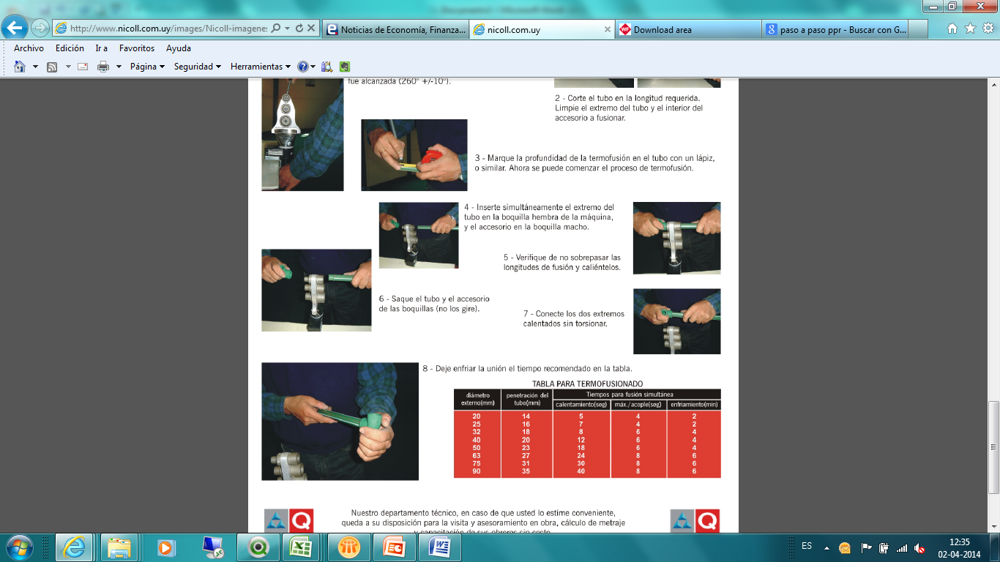 http://www.nicoll.com.uy/images/Nicoll-imagenes
Noticias de Economía, Finanza...
nicoll.com.uy
Download area
paso a paso ppr - Buscar con G...
Archivo Edición Ir a Favoritos Ayuda
Página Seguridad Herramientas
fue alcanzada (260° +/-10°).
2 - Corte el tubo en la longitud requerida.
Limpie el extremo del tubo y el interior del
accesorio a fusionar.
3 - Marque la profundidad de la termofusión en el tubo con un lápiz,
o similar. Ahora se puede comenzar el proceso de termofusión.
4 - Inserte simultáneamente el extremo del
tubo en la boquilla hembra de la máquina,
y el accesorio en la boquilla macho.
5 - Verifique de no sobrepasar las
longitudes de fusión y caliéntelos.
6 - Saque el tubo y el accesorio
de las boquillas (no los gire).
7 - Conecte los dos extremos
calentados sin torsionar.
8 - Deje enfriar la unión el tiempo recomendado en la tabla.
TABLA PARA TERMOFUSIONADO
diámetro externo(mm) penetración del tubo(mm) Tiempos para fusión simultánea
calentamiento(seg) máx./acople(seg) enfriamiento(min)
20 14 5 4 2
25 16 7 4 2
32 18 8 6 4
40 20 12 6 4
50 23 18 6 4
63 27 24 8 6
75 31 30 8 6
90 35 40 8 6
Nuestro departamento técnico, en caso de que usted lo estime conveniente,
queda a su disposición para la visita y asesoramiento en obra, cálculo de metraje
y capacitación de sus obreros sin costo
Q Q
ES
12:35
02-04-2014